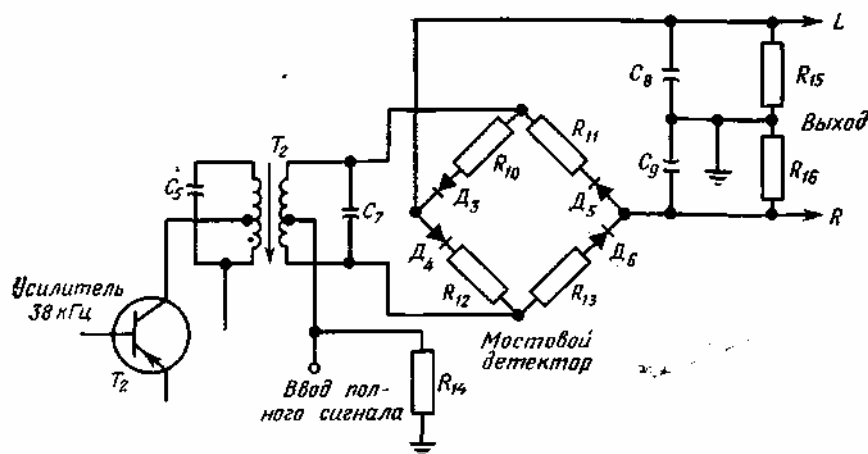 L
C₈
R₁₅
R₁₁
Выход
T₂
R₁₀
C₉
R₁₆
C₅
Д₃
Д₅
C₇
R
Д₄
Д₆
Усилитель
38 кГц
R₁₂
R₁₃
Мостовой
детектор
T₂
Ввод пол-
ного сигнала
R₁₄